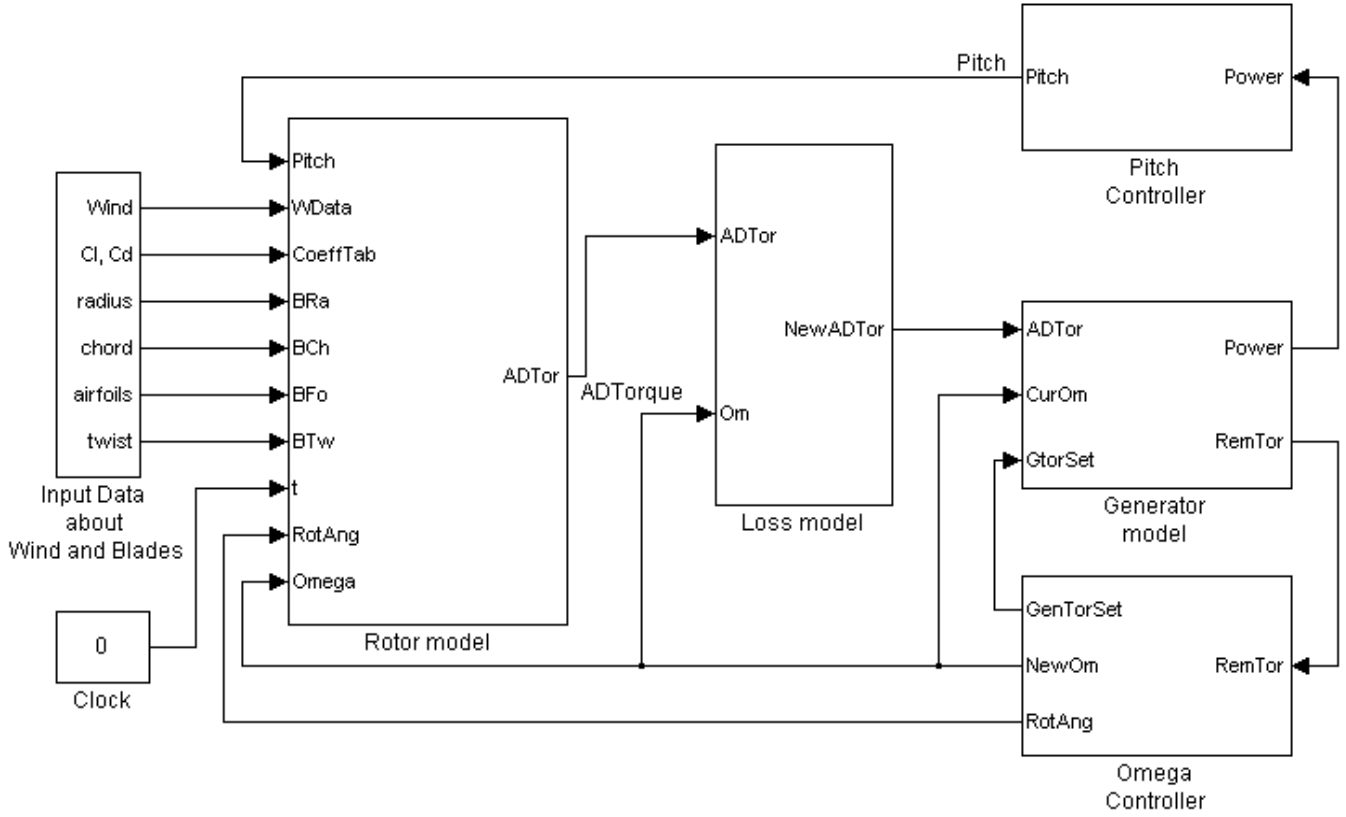 Pitch
Pitch
Power
Pitch
Controller
Wind
Cl, Cd
radius
chord
airfoils
twist
Input Data
about
Wind and Blades
0
Clock
Pitch
WData
CoeffTab
BRa
BCh
BFo
BTw
t
RotAng
Omega
ADTor
Rotor model
ADTorque
ADTor
Om
NewADTor
Loss model
ADTor
CurOm
GtorSet
Power
RemTor
Generator
model
GenTorSet
NewOm
RotAng
RemTor
Omega
Controller